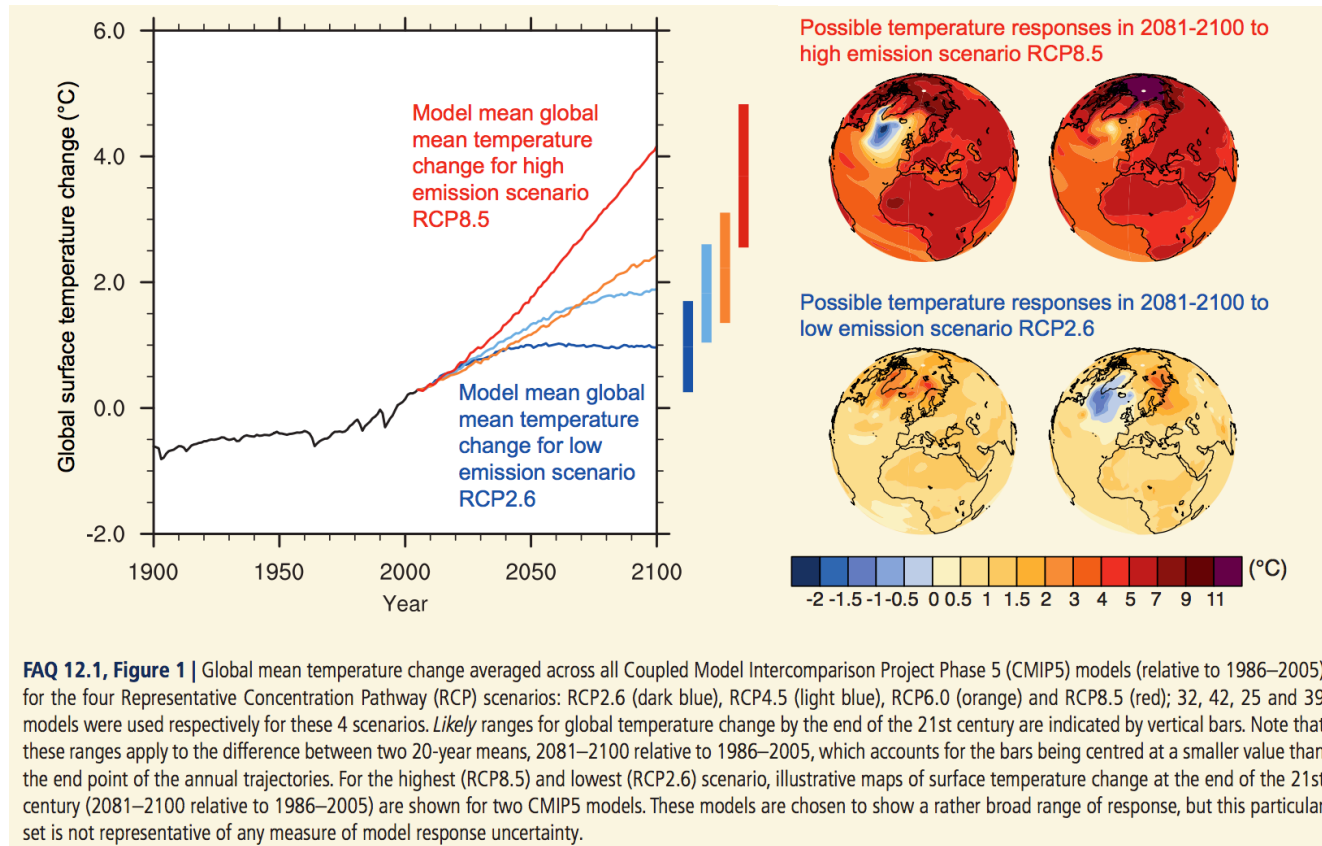 6.0
4.0
2.0
0.0
-2.0
Global surface temperature change (°C)
Model mean global
mean temperature
change for high
emission scenario
RCP8.5
Model mean global
mean temperature
change for low
emission scenario
RCP2.6
1900
1950
2000
2050
2100
Year
Possible temperature responses in 2081-2100 to
high emission scenario RCP8.5
Possible temperature responses in 2081-2100 to
low emission scenario RCP2.6
(°C)
-2 -1.5 -1 -0.5 0 0.5 1 1.5 2 3 4 5 7 9 11
FAQ 12.1, Figure 1 | Global mean temperature change averaged across all Coupled Model Intercomparison Project Phase 5 (CMIP5) models (relative to 1986–2005)
for the four Representative Concentration Pathway (RCP) scenarios: RCP2.6 (dark blue), RCP4.5 (light blue), RCP6.0 (orange) and RCP8.5 (red); 32, 42, 25 and 39
models were used respectively for these 4 scenarios. Likely ranges for global temperature change by the end of the 21st century are indicated by vertical bars. Note that
these ranges apply to the difference between two 20-year means, 2081–2100 relative to 1986–2005, which accounts for the bars being centred at a smaller value than
the end point of the annual trajectories. For the highest (RCP8.5) and lowest (RCP2.6) scenario, illustrative maps of surface temperature change at the end of the 21st
century (2081–2100 relative to 1986–2005) are shown for two CMIP5 models. These models are chosen to show a rather broad range of response, but this particular
set is not representative of any measure of model response uncertainty.